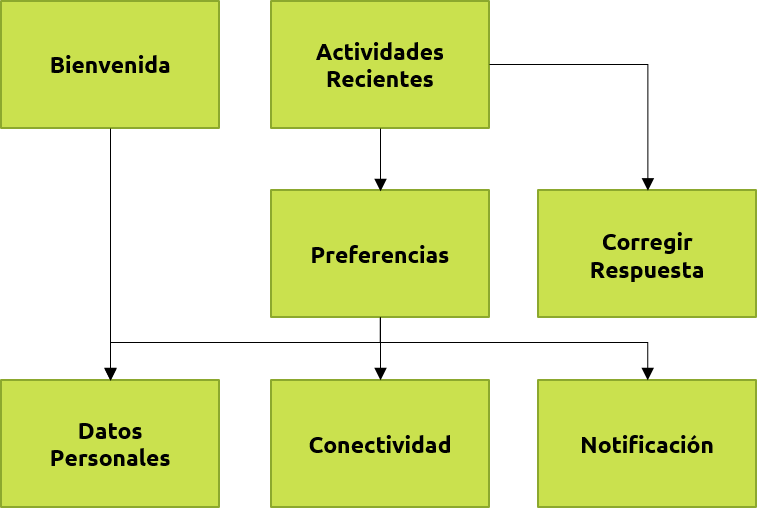 Bienvenida
Actividades
Recientes
Preferencias
Corregir
Respuesta
Datos
Personales
Conectividad
Notificación